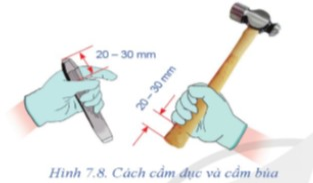 20 – 30 mm
20 – 30 mm
Hình 7.8. Cách cầm đục và cầm búa